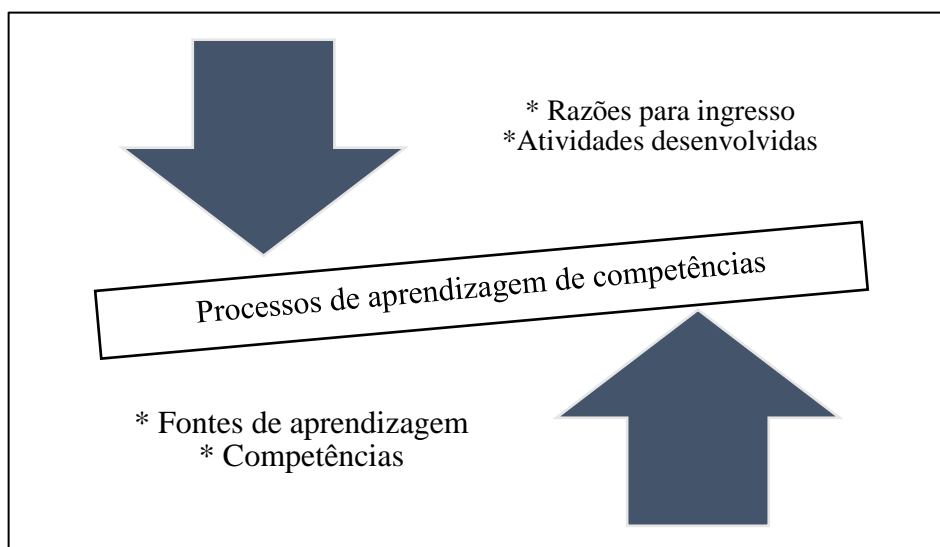 * Razões para ingresso
*Atividades desenvolvidas
Processos de aprendizagem de competências
* Fontes de aprendizagem
* Competências